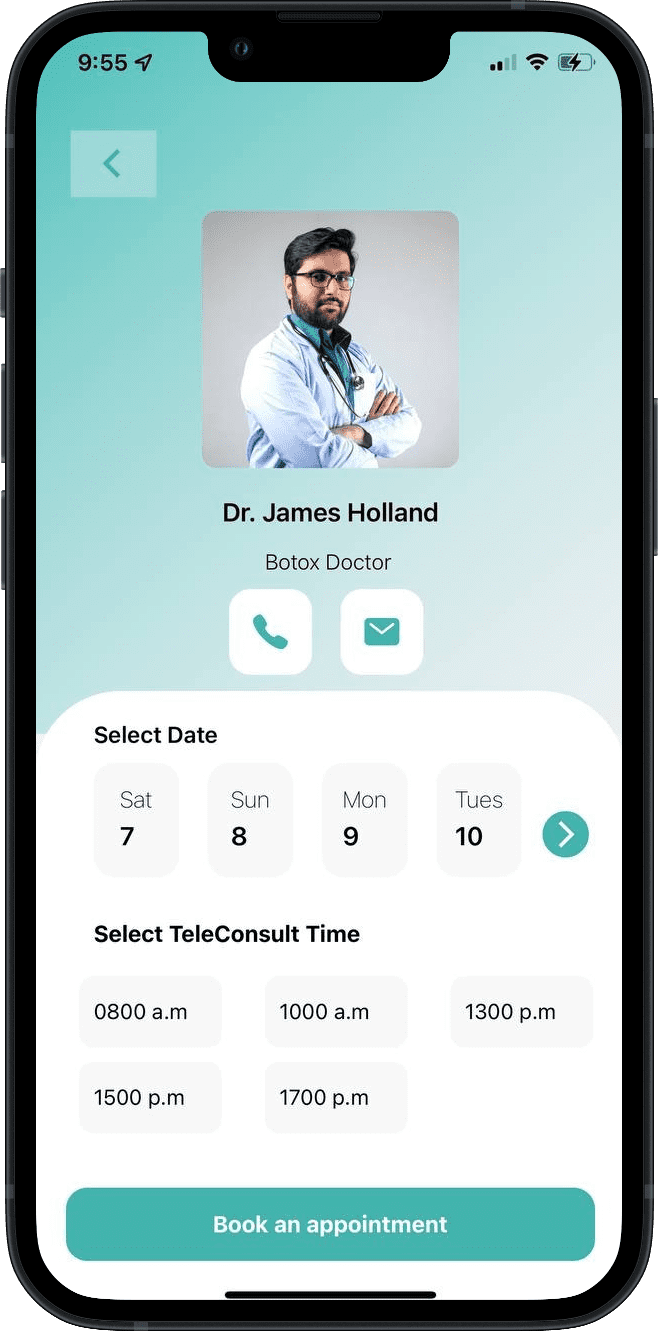 9:55
Dr. James Holland
Botox Doctor
Select Date
Sat Sun Mon Tues
7 8 9 10
Select TeleConsult Time
0800 a.m 1000 a.m 1300 p.m
1500 p.m 1700 p.m
Book an appointment